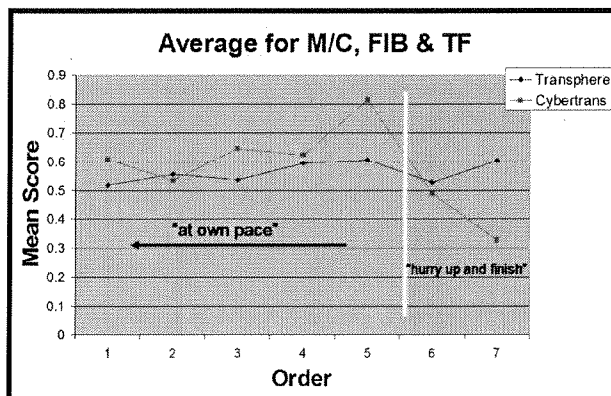 Average for M/C, FIB & TF
Transphere
Cybertrans
Mean Score
0.9
0.8
0.7
0.6
0.5
0.4
0.3
0.2
0.1
0
"at own pace"
"hurry up and finish"
1 2 3 4 5 6 7
Order